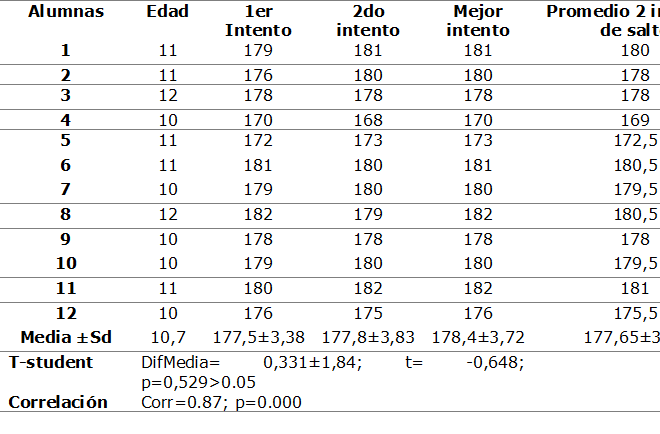 Alumnas Edad 1er Intento 2do intento Mejor intento Promedio 2 in de salt
1 11 179 181 181 180
2 11 176 180 180 178
3 12 178 178 178 178
4 10 170 168 170 169
5 11 172 173 173 172,5
6 11 181 180 181 180,5
7 10 179 180 180 179,5
8 12 182 179 182 180,5
9 10 178 178 178 178
10 10 179 180 180 179,5
11 11 180 182 182 181
12 10 176 175 176 175,5
Media ±Sd 10,7 177,5±3,38 177,8±3,83 178,4±3,72 177,65±3
T-student DifMedia= 0,331±1,84; t= -0,648;
p=0,529>0.05
Correlación Corr=0.87; p=0.000